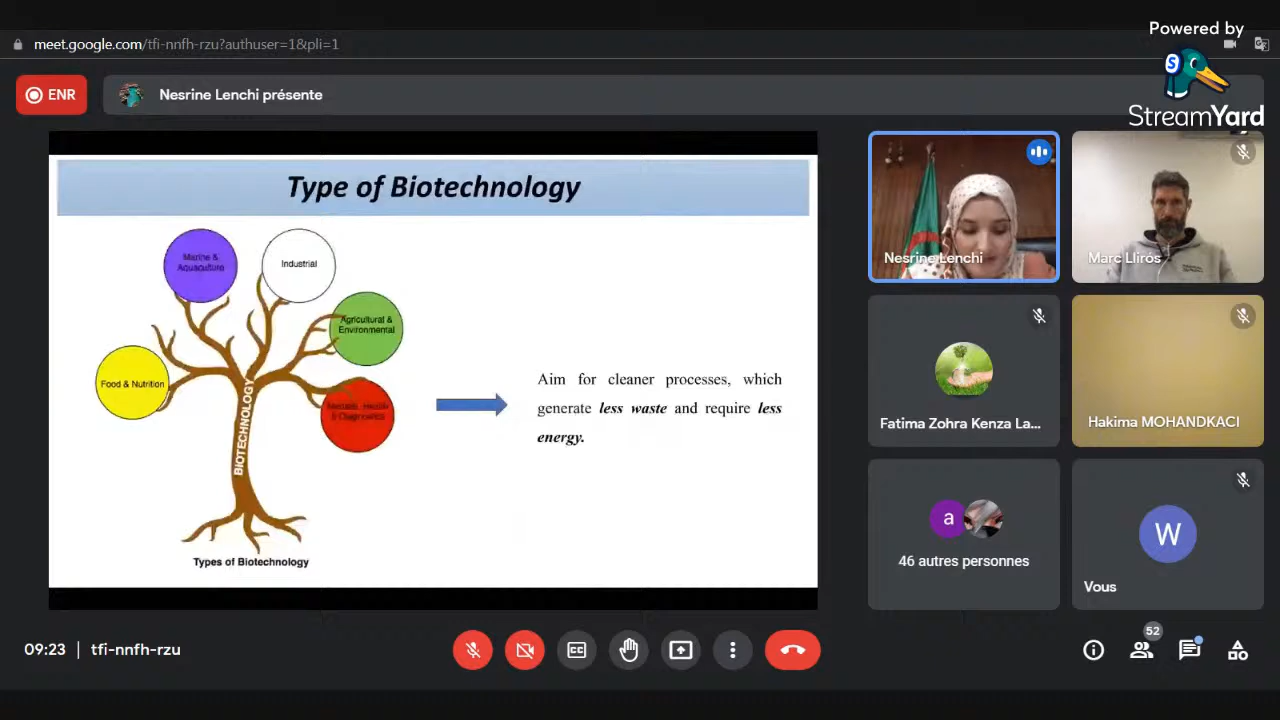 Powered by
StreamYard
meet.google.com/tfi-nnfh-rzu?authuser=1&pli=1
ENR
Nesrine Lenchi présente
Type of Biotechnology
Marine &
Aquaculture
Industrial
Agricultural &
Environmental
Food & Nutrition
Medical, Health
& Diagnostics
BIOTECHNOLOGY
Types of Biotechnology
Aim for cleaner processes, which
generate less waste and require less
energy.
Nesrine Lenchi
Marc Lliros
Fatima Zohra Kenza La...
Hakima MOHANDKACI
a
46 autres personnes
W
Vous
09:23 | tfi-nnfh-rzu
CC
52